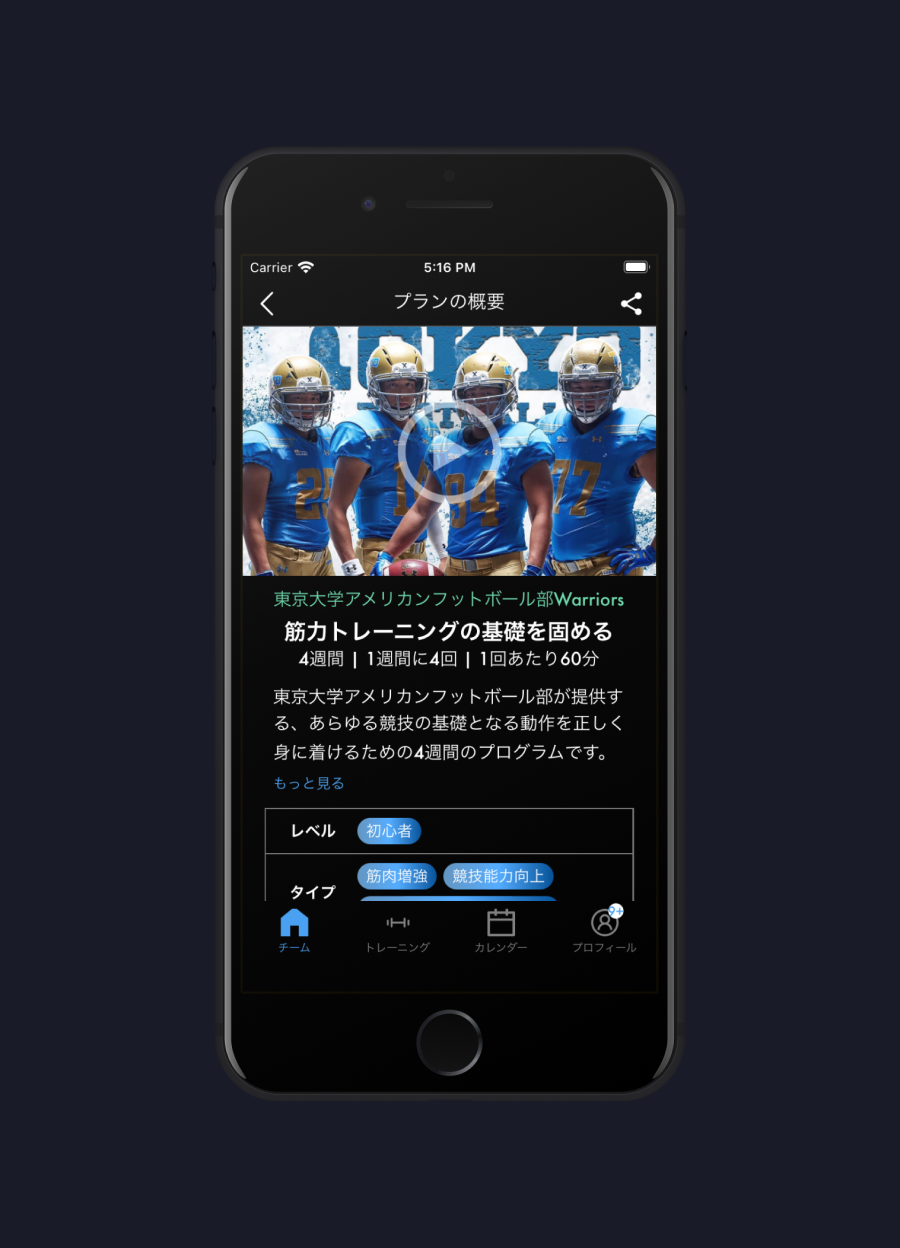 Carrier
5:16 PM
プランの概要
25
94
77
東京大学アメリカンフットボール部Warriors
筋力トレーニングの基礎を固める
4週間 | 1週間に4回 | 1回あたり60分
東京大学アメリカンフットボール部が提供す
る、あらゆる競技の基礎となる動作を正しく
身に着けるための4週間のプログラムです。
もっと見る
レベル 初心者
タイプ 筋肉増強 競技能力向上
チーム トレーニング カレンダー プロフィール